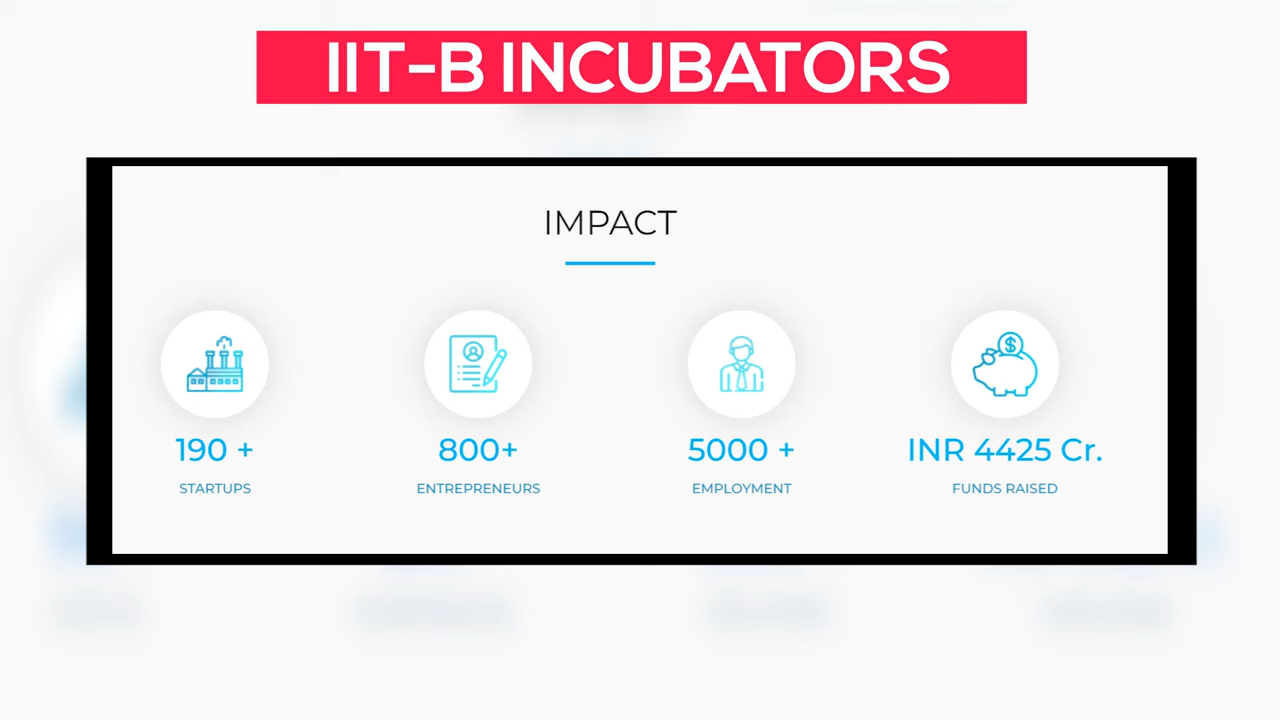 IIT-B INCUBATORS
IMPACT
190 +
STARTUPS
800+
ENTREPRENEURS
5000 +
EMPLOYMENT
INR 4425 Cr.
FUNDS RAISED